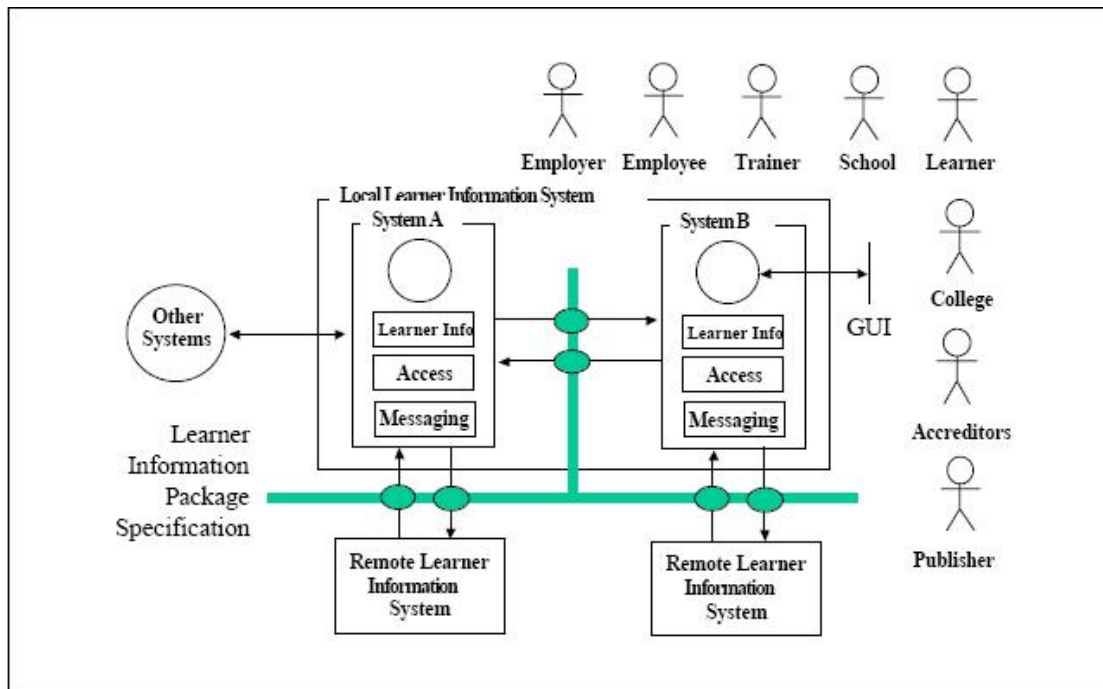 Employer Employee Trainer School Learner
Local Learner Information System
System A
System B
College
Other
Systems
Learner Info
Access
Messaging
Learner Info
Access
Messaging
GUI
Accreditors
Learner
Information
Package
Specification
Publisher
Remote Learner
Information
System
Remote Learner
Information
System